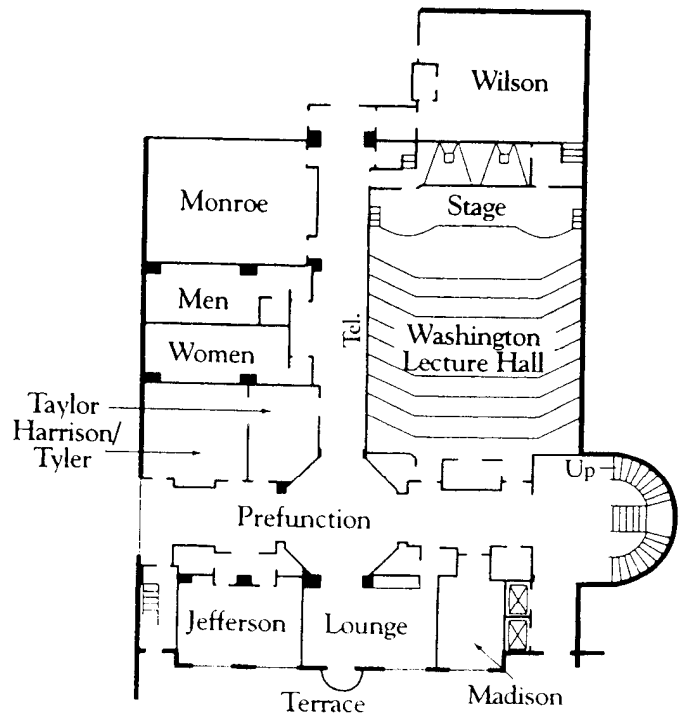 Wilson
Monroe
Stage
Men
Tel.
Washington
Lecture Hall
Women
Taylor
Harrison/
Tyler
Up
Prefunction
Jefferson
Lounge
Madison
Terrace